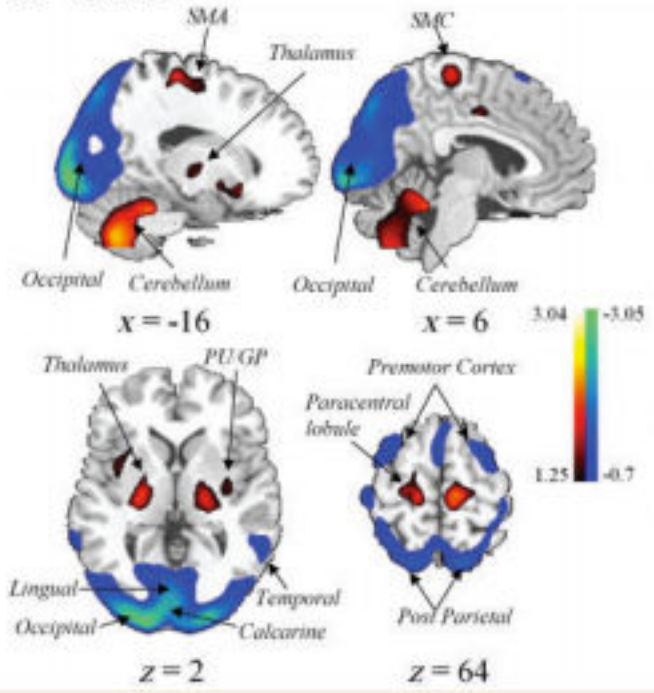 SMA
SMC
Thalamus
Occipital
Cerebellum
Occipital
Cerebellum
x = -16
x = 6
3.04
-3.05
1.25
-0.7
Thalamus
PU/GP
Premotor Cortex
Paracentral
lobule
Lingual
Temporal
Occipital
Calcarine
Post Parietal
z = 2
z = 64